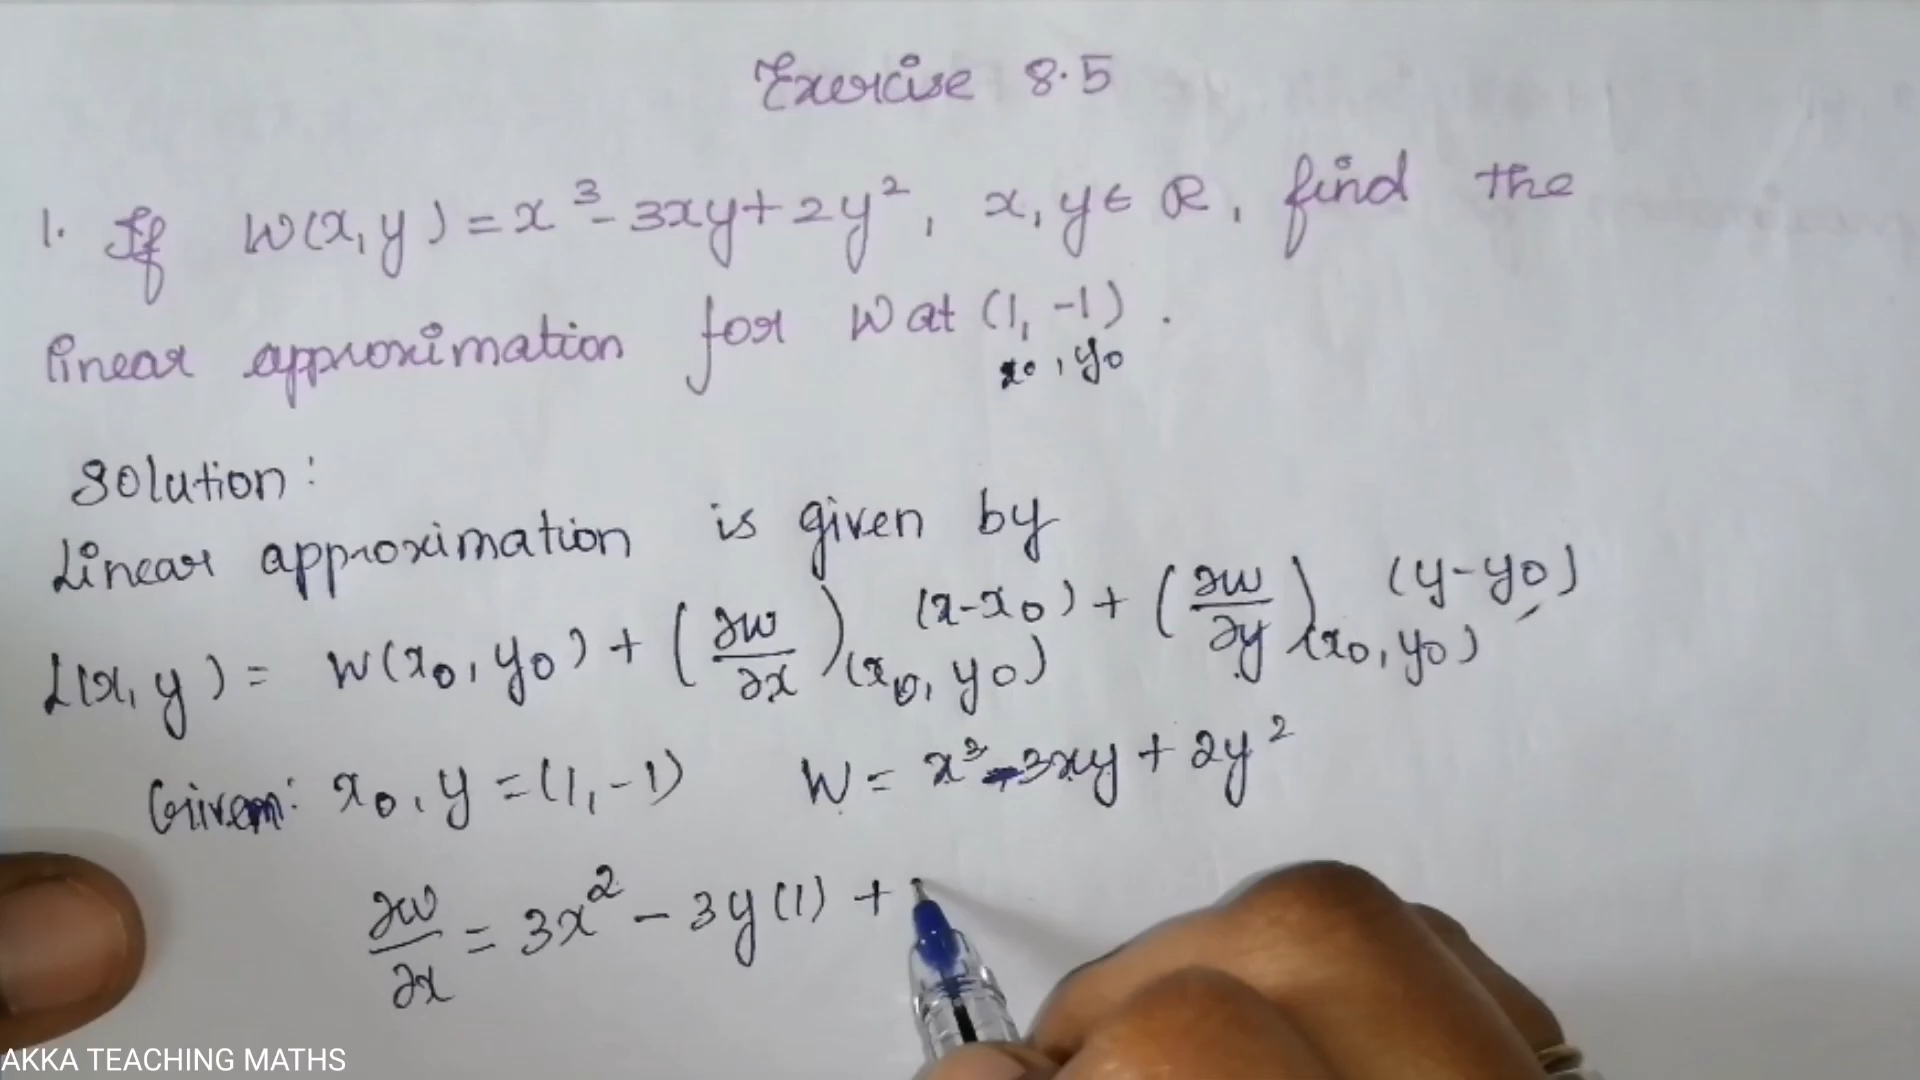 Exercise 8.5
1. If W(x, y) = x³ - 3xy + 2y², x, y ∈ R, find the
linear approximation for W at (1, -1).
x₀, y₀
Solution:
Linear approximation is given by
L(x, y) = W(x₀, y₀) + (∂w/∂x)(x₀, y₀) (x-x₀) + (∂w/∂y)(x₀, y₀) (y-y₀)
Given: x₀, y = (1, -1) W = x³ - 3xy + 2y²
∂w/∂x = 3x² - 3y(1) +
AKKA TEACHING MATHS